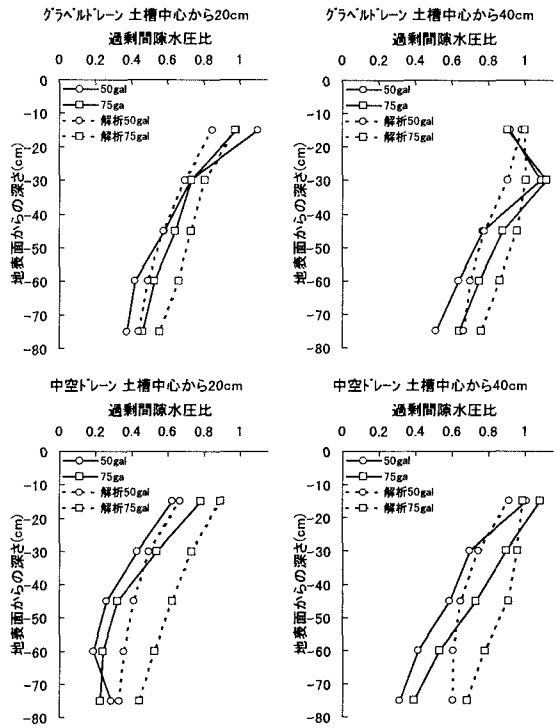 グラベルドレーン 土槽中心から20cm
過剰間隙水圧比
0 0.2 0.4 0.6 0.8 1
0
-10
-20
-30
-40
-50
-60
-70
-80
地表面からの深さ(cm)
50gal
75ga
解析50gal
解析75gal
グラベルドレーン 土槽中心から40cm
過剰間隙水圧比
0 0.2 0.4 0.6 0.8 1
0
-10
-20
-30
-40
-50
-60
-70
-80
地表面からの深さ(cm)
50gal
75ga
解析50gal
解析75gal
中空ドレーン 土槽中心から20cm
過剰間隙水圧比
0 0.2 0.4 0.6 0.8 1
0
-10
-20
-30
-40
-50
-60
-70
-80
地表面からの深さ(cm)
50gal
75ga
解析50gal
解析75gal
中空ドレーン 土槽中心から40cm
過剰間隙水圧比
0 0.2 0.4 0.6 0.8 1
0
-10
-20
-30
-40
-50
-60
-70
-80
地表面からの深さ(cm)
50gal
75ga
解析50gal
解析75gal